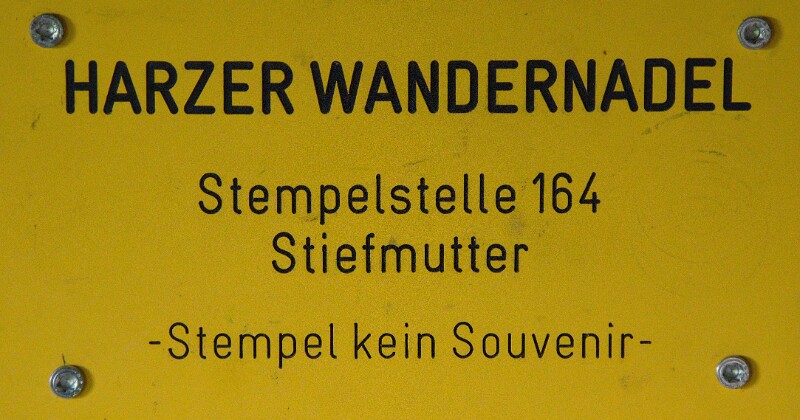 HARZER WANDERNADEL
Stempelstelle 164
Stiefmutter
-Stempel kein Souvenir-